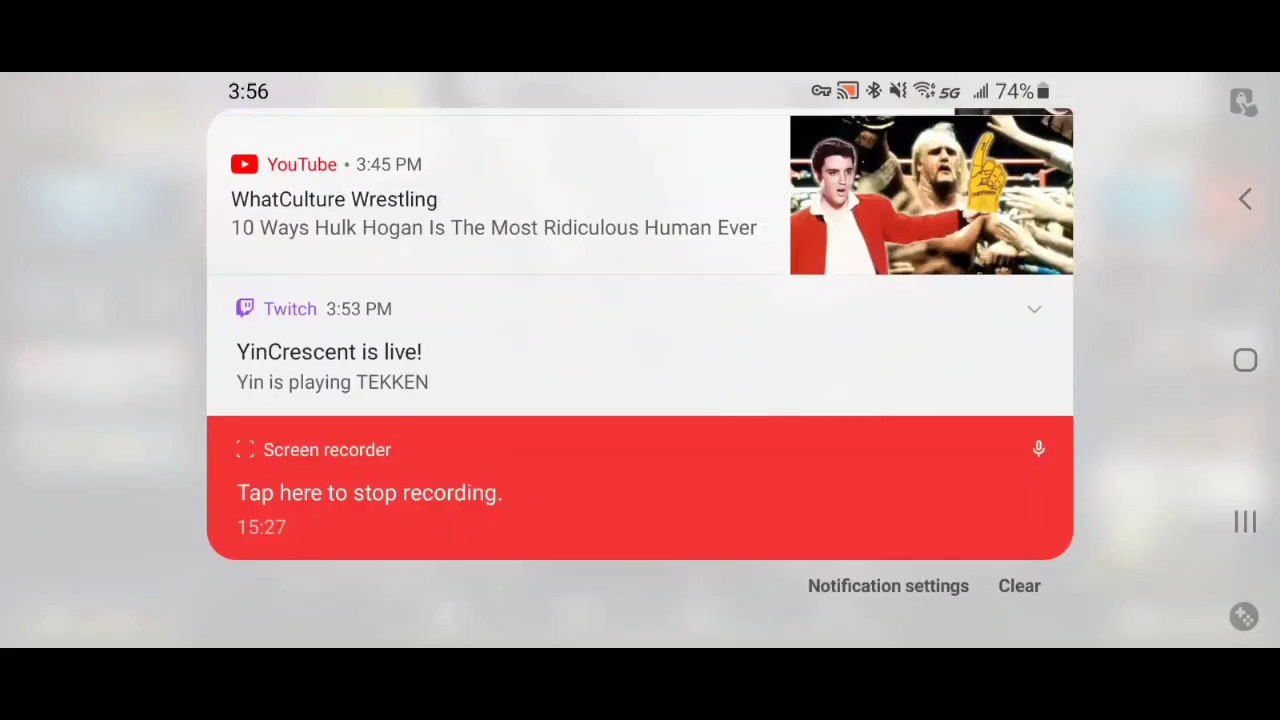 3:56
5G
74%
YouTube • 3:45 PM
WhatCulture Wrestling
10 Ways Hulk Hogan Is The Most Ridiculous Human Ever
Twitch 3:53 PM
YinCrescent is live!
Yin is playing TEKKEN
Screen recorder
Tap here to stop recording.
15:27
Notification settings Clear